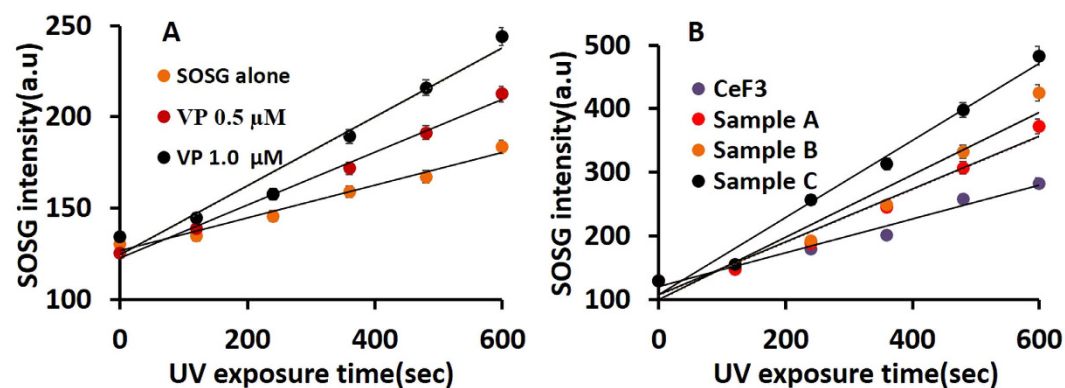 A
SOSG intensity(a.u)
250
200
150
100
SOSG alone
VP 0.5 µM
VP 1.0 µM
0 200 400 600
UV exposure time(sec)
B
SOSG intensity(a.u)
500
400
300
200
100
CeF3
Sample A
Sample B
Sample C
0 200 400 600
UV exposure time(sec)